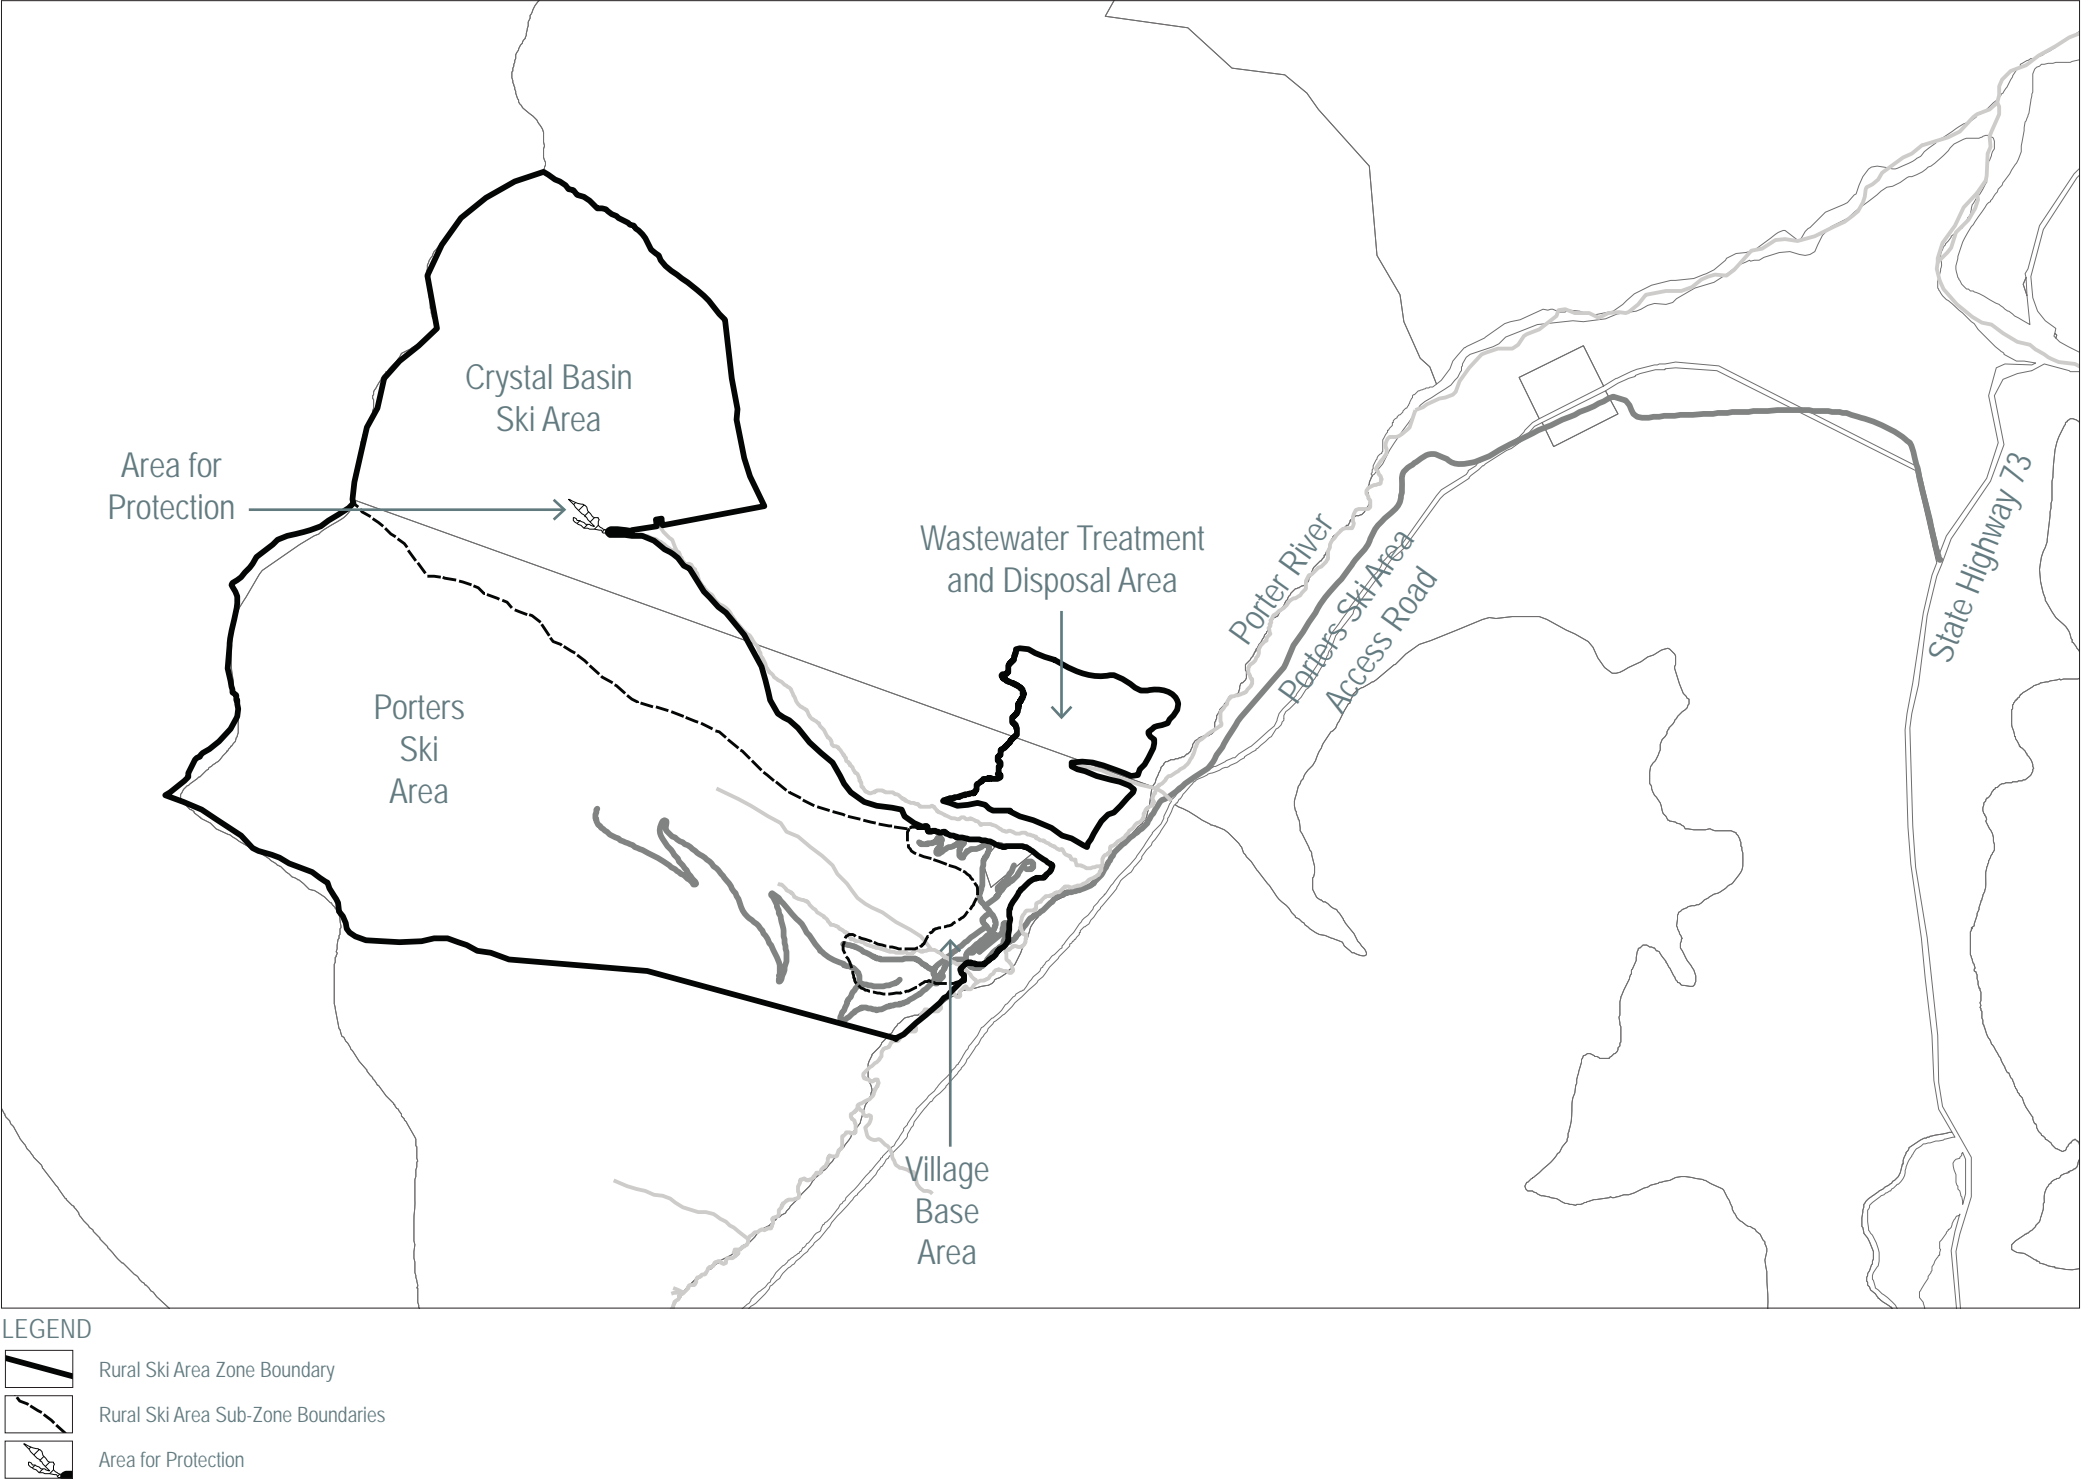 Crystal Basin
Ski Area
Area for
Protection
Wastewater Treatment
and Disposal Area
Porter River
Porters Ski Area
Access Road
State Highway 73
Porters
Ski
Area
Village
Base
Area
LEGEND
Rural Ski Area Zone Boundary
Rural Ski Area Sub-Zone Boundaries
Area for Protection